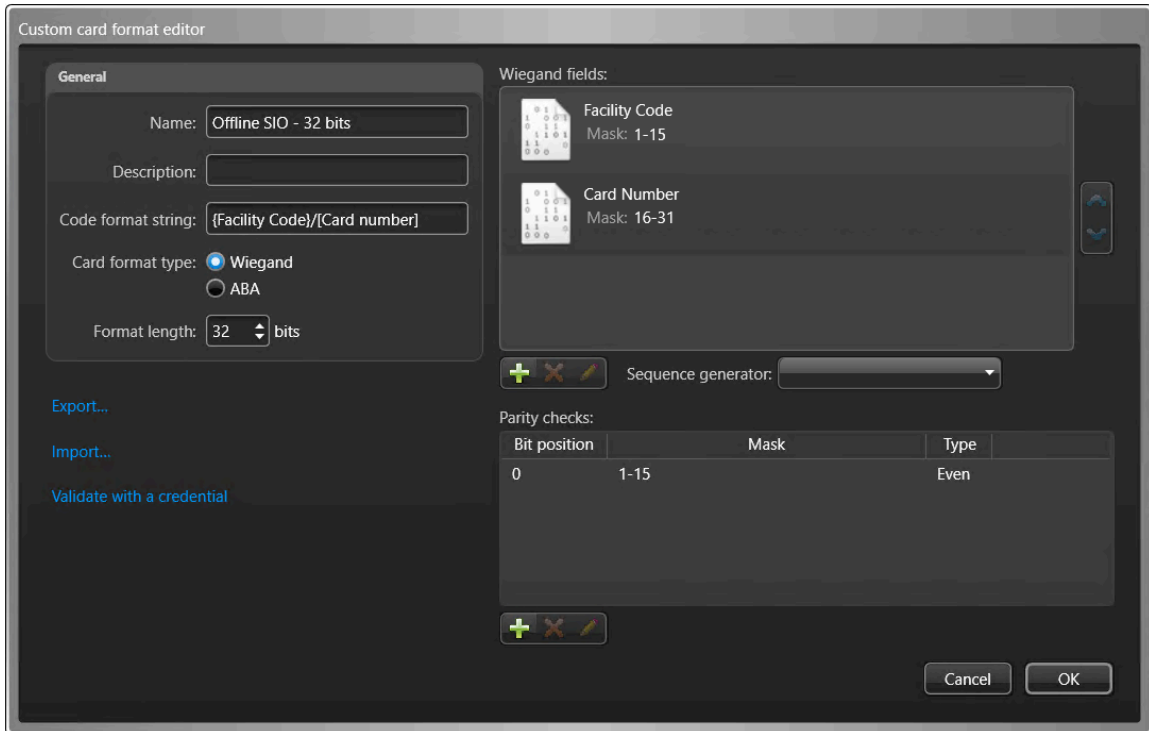 Custom card format editor
General
Name: Offline SIO - 32 bits
Description:
Code format string: {Facility Code}/[Card number]
Card format type: Wiegand
ABA
Format length: 32 bits
Export...
Import...
Validate with a credential
Wiegand fields:
Facility Code
Mask: 1-15
Card Number
Mask: 16-31
Sequence generator:
Parity checks:
Bit position Mask Type
0 1-15 Even
Cancel OK